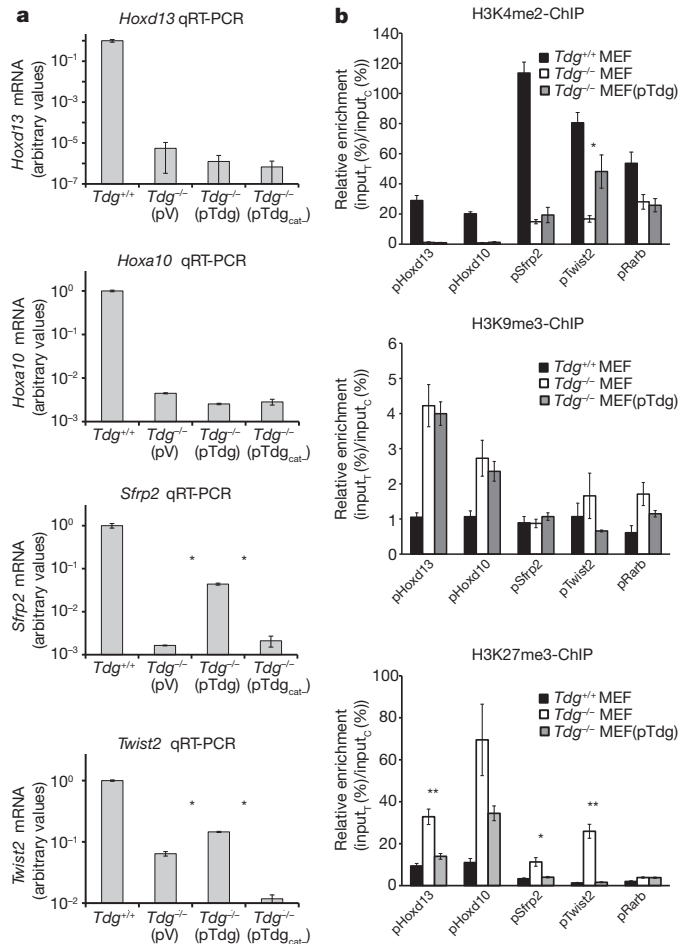 a
Hoxd13 qRT-PCR
Hoxd13 mRNA
(arbitrary values)
10⁻¹
10⁻³
10⁻⁵
10⁻⁷
Tdg⁺/⁺
Tdg⁻/⁻
(pV)
Tdg⁻/⁻
(pTdg)
Tdg⁻/⁻
(pTdgcat-)
Hoxa10 qRT-PCR
Hoxa10 mRNA
(arbitrary values)
10⁰
10⁻¹
10⁻²
10⁻³
Tdg⁺/⁺
Tdg⁻/⁻
(pV)
Tdg⁻/⁻
(pTdg)
Tdg⁻/⁻
(pTdgcat-)
Sfrp2 qRT-PCR
Sfrp2 mRNA
(arbitrary values)
10⁰
10⁻¹
10⁻²
10⁻³
* *
Tdg⁺/⁺
Tdg⁻/⁻
(pV)
Tdg⁻/⁻
(pTdg)
Tdg⁻/⁻
(pTdgcat-)
Twist2 qRT-PCR
Twist2 mRNA
(arbitrary values)
10⁰
10⁻¹
10⁻²
* *
Tdg⁺/⁺
Tdg⁻/⁻
(pV)
Tdg⁻/⁻
(pTdg)
Tdg⁻/⁻
(pTdgcat-)
b
H3K4me2-ChIP
Relative enrichment
(inputT (%)/inputC (%))
140
120
100
80
60
40
20
0
Tdg⁺/⁺ MEF
Tdg⁻/⁻ MEF
Tdg⁻/⁻ MEF(pTdg)
*
pHoxd13
pHoxd10
pSfrp2
pTwist2
pRarb
H3K9me3-ChIP
Relative enrichment
(inputT (%)/inputC (%))
6
5
4
3
2
1
0
Tdg⁺/⁺ MEF
Tdg⁻/⁻ MEF
Tdg⁻/⁻ MEF(pTdg)
pHoxd13
pHoxd10
pSfrp2
pTwist2
pRarb
H3K27me3-ChIP
Relative enrichment
(inputT (%)/inputC (%))
100
80
60
40
20
0
Tdg⁺/⁺ MEF
Tdg⁻/⁻ MEF
Tdg⁻/⁻ MEF(pTdg)
** * **
pHoxd13
pHoxd10
pSfrp2
pTwist2
pRarb